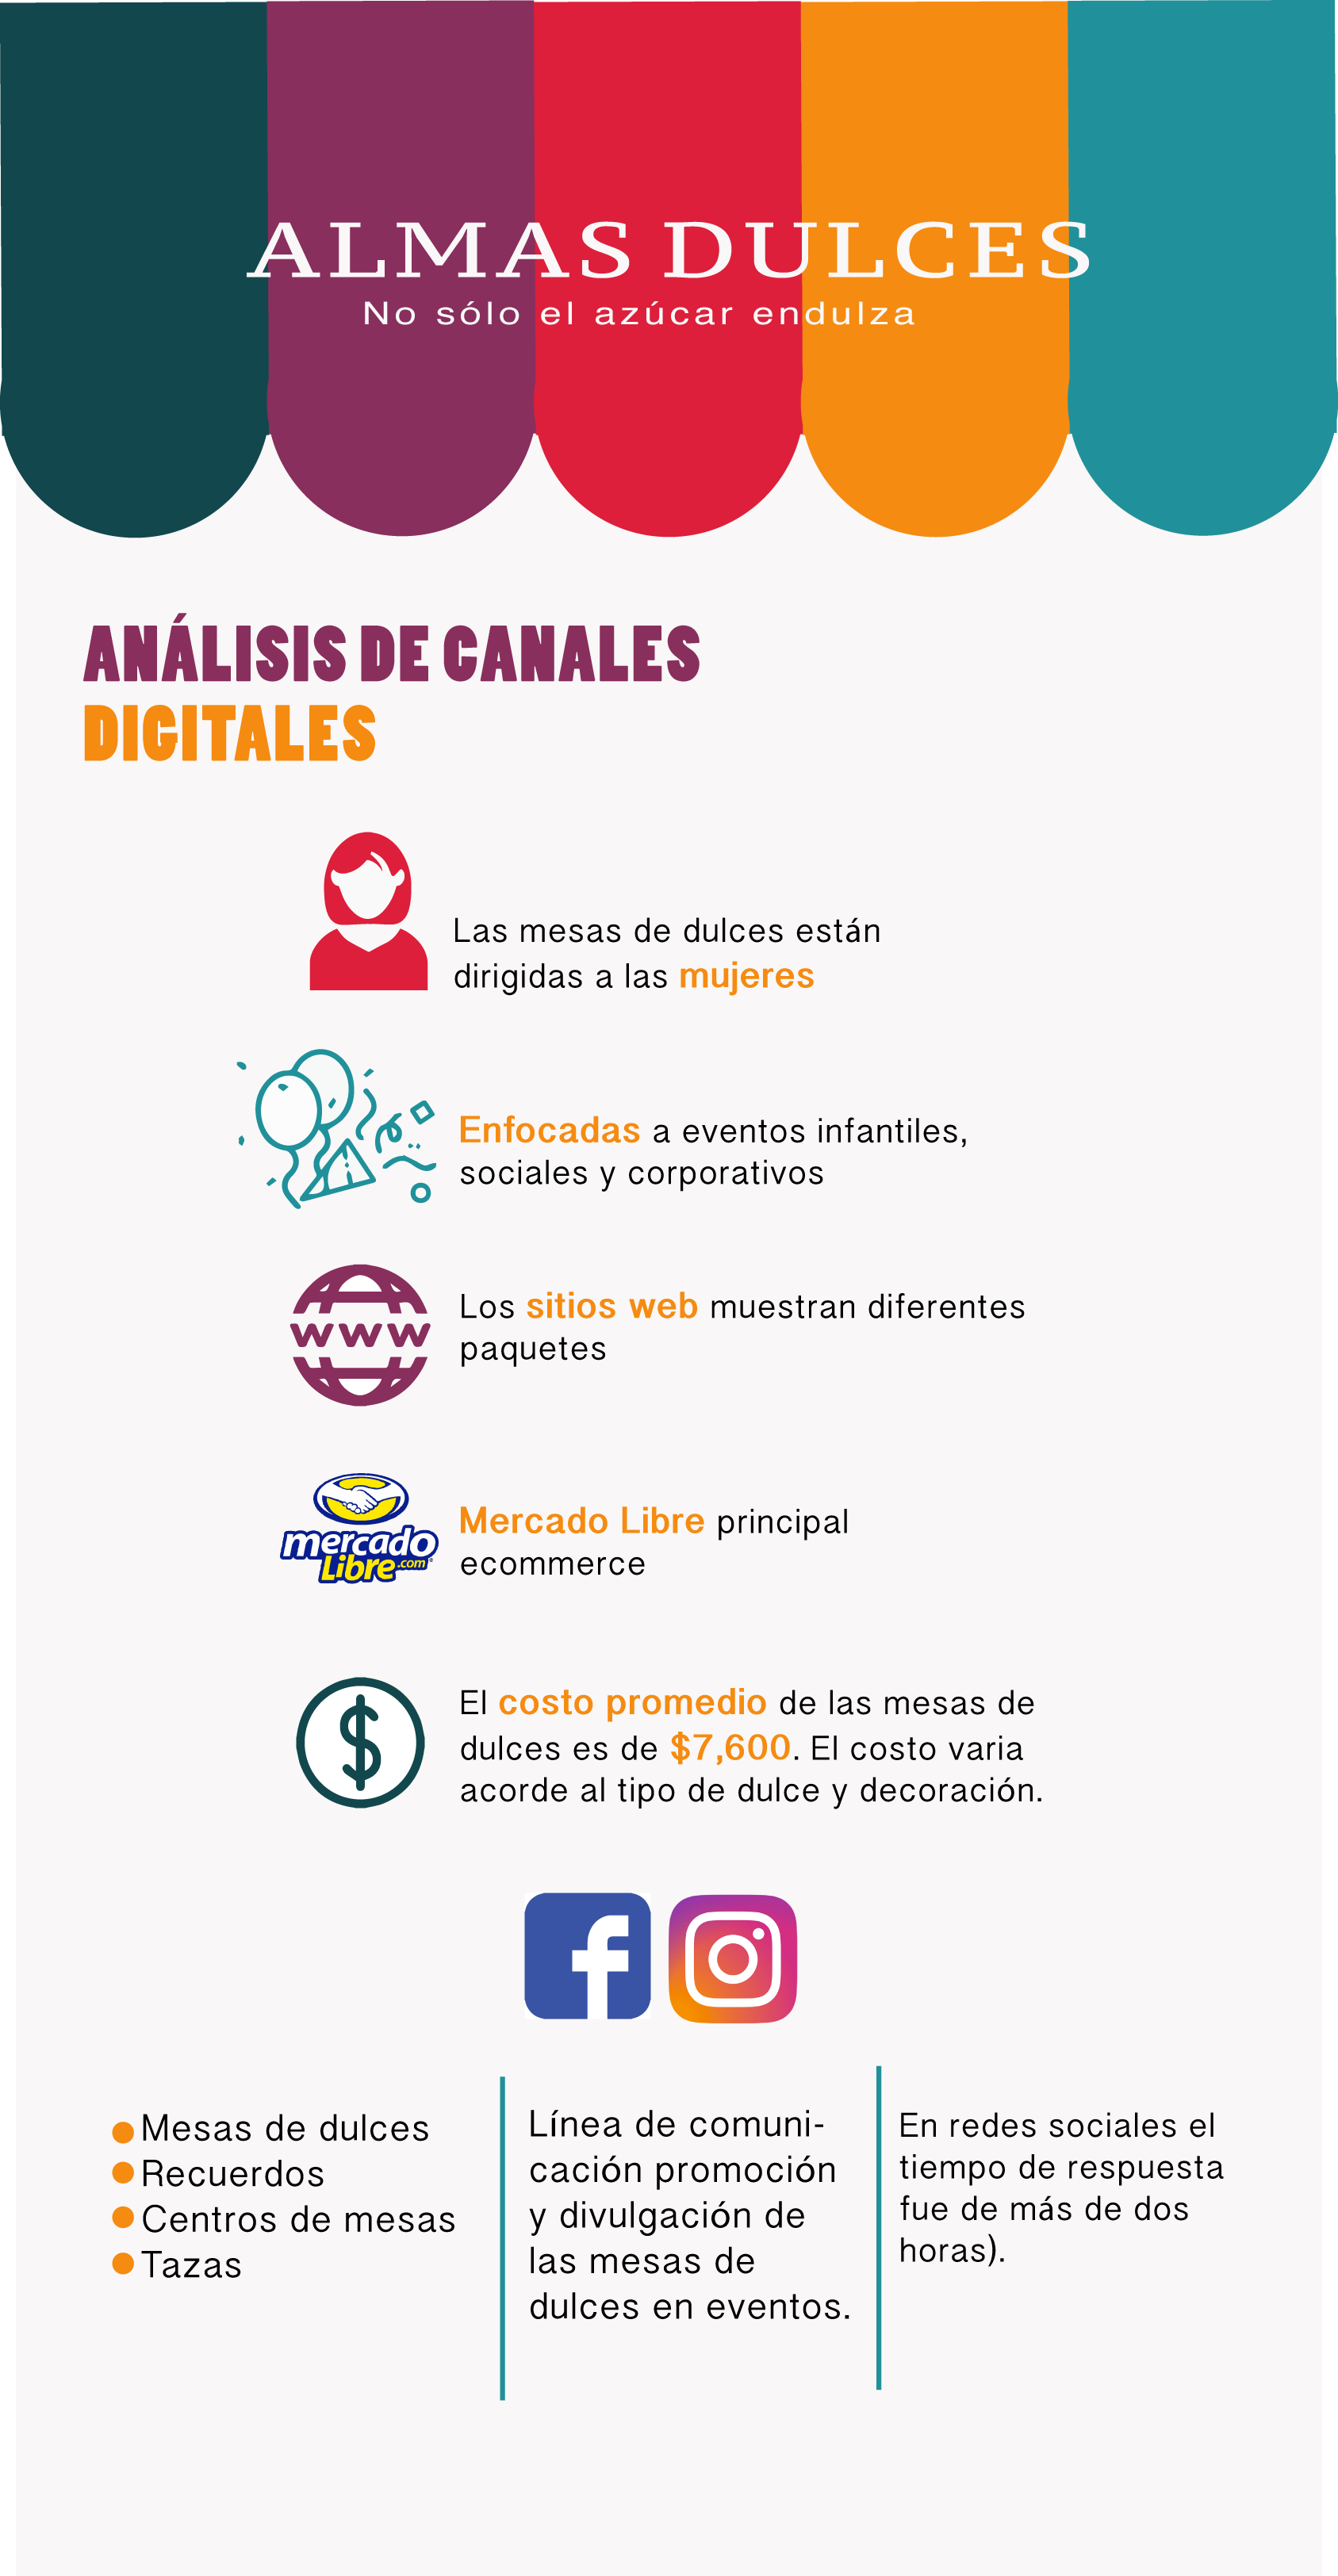 ALMAS DULCES
No sólo el azúcar endulza
ANÁLISIS DE CANALES
DIGITALES
Las mesas de dulces están
dirigidas a las mujeres
Enfocadas a eventos infantiles,
sociales y corporativos
www
Los sitios web muestran diferentes
paquetes
mercado
Libre.com
Mercado Libre principal
ecommerce
$
El costo promedio de las mesas de
dulces es de $7,600. El costo varia
acorde al tipo de dulce y decoración.
f
Mesas de dulces
Recuerdos
Centros de mesas
Tazas
Línea de comuni-
cación promoción
y divulgación de
las mesas de
dulces en eventos.
En redes sociales el
tiempo de respuesta
fue de más de dos
horas).